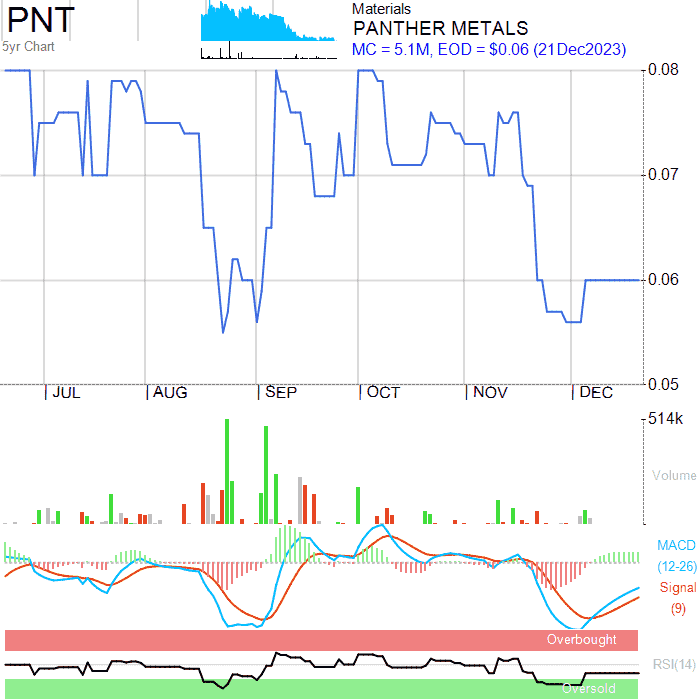 PNT
5yr Chart
Materials
PANTHER METALS
MC = 5.1M, EOD = $0.06 (21Dec2023)
0.08
0.07
0.06
0.05
JUL AUG SEP OCT NOV DEC
514k
Volume
MACD
(12-26)
Signal
(9)
Overbought
RSI(14)
Oversold